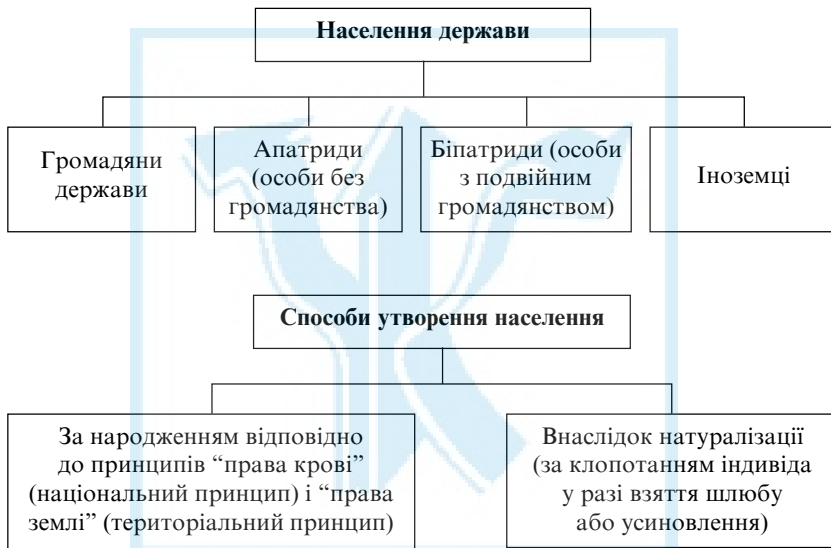 Населення держави
Громадяни
держави
Апатриди
(особи без
громадянства)
Біпатриди (особи
з подвійним
громадянством)
Іноземці
Способи утворення населення
За народженням відповідно
до принципів “права крові”
(національний принцип) і “права
землі” (територіальний принцип)
Внаслідок натуралізації
(за клопотанням індивіда
у разі взяття шлюбу
або усиновлення)